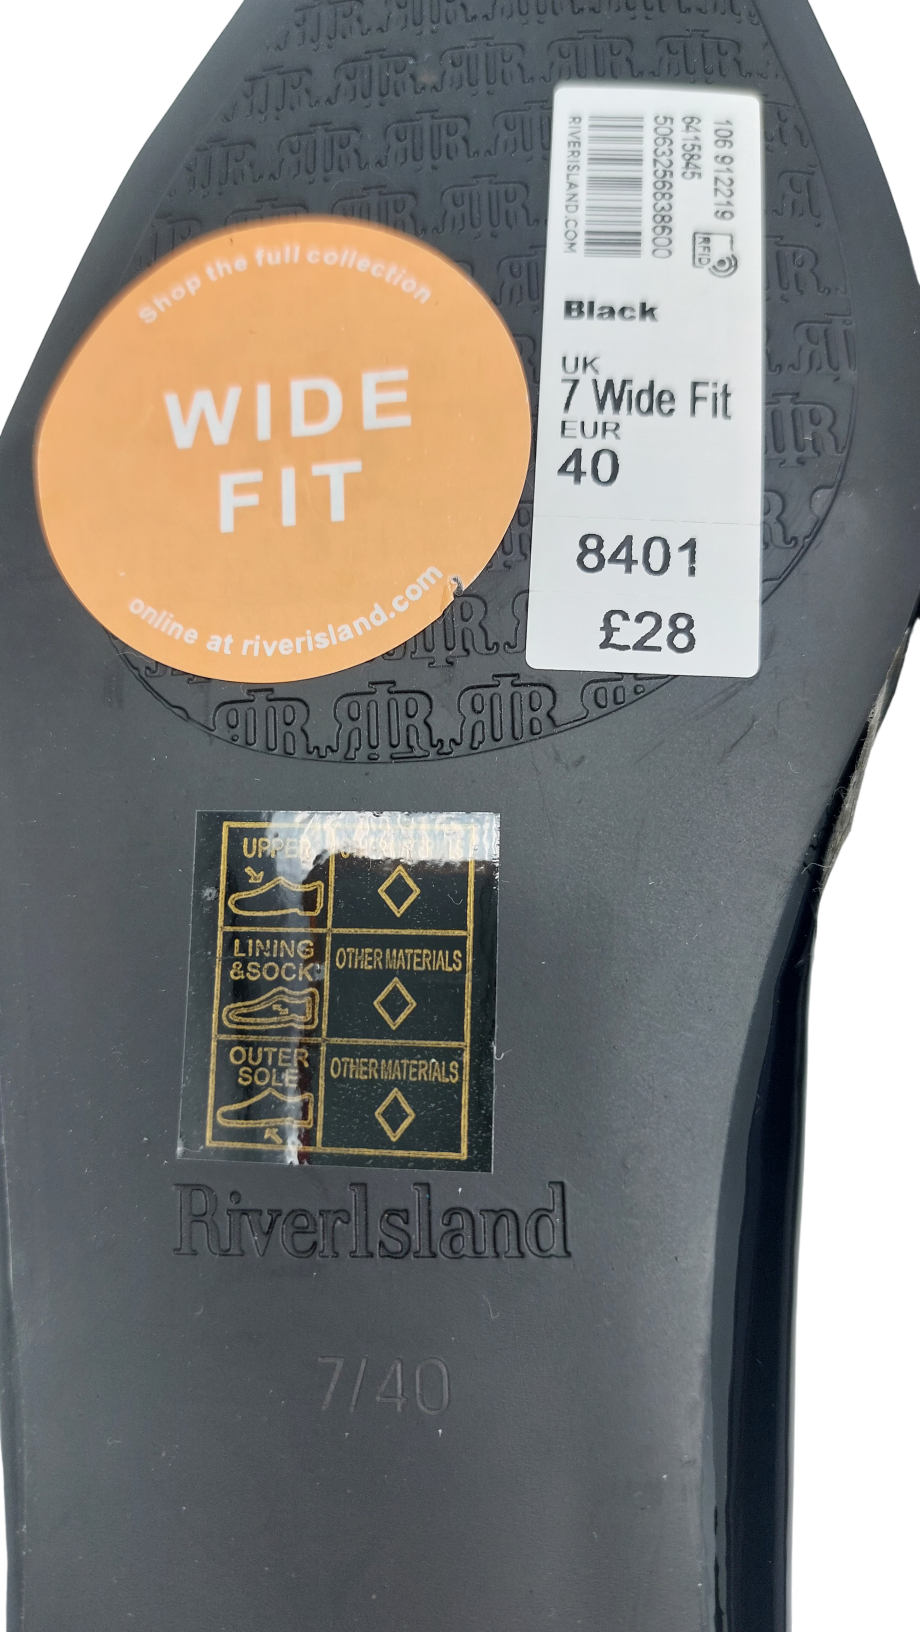 Shop the full collection
WIDE
FIT
online at riverisland.com
106 912219
RFID
6415845
5063256838600
RIVERISLAND.COM
Black
UK
7 Wide Fit
EUR
40
8401
£28
UPPER
LINING
&SOCK
OTHER MATERIALS
OUTER
SOLE
OTHER MATERIALS
RiverIsland
7/40